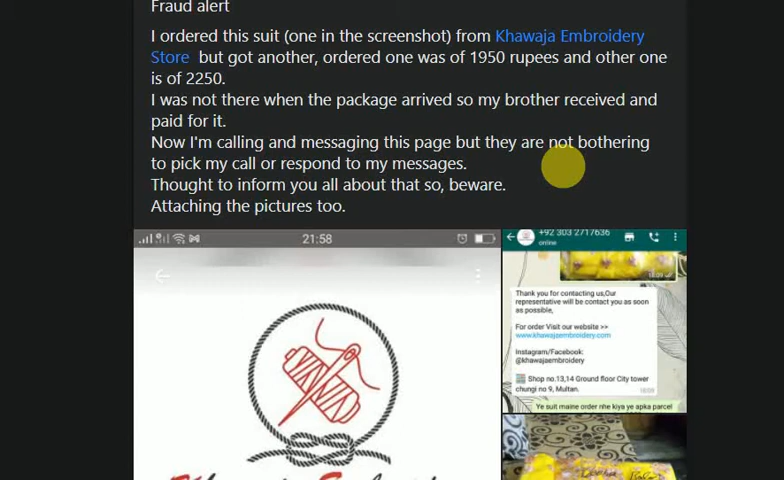 Fraud alert
I ordered this suit (one in the screenshot) from Khawaja Embroidery
Store but got another, ordered one was of 1950 rupees and other one
is of 2250.
I was not there when the package arrived so my brother received and
paid for it.
Now I'm calling and messaging this page but they are not bothering
to pick my call or respond to my messages.
Thought to inform you all about that so, beware.
Attaching the pictures too.
21:58
+92 303 2717636
online
18:09
Thank you for contacting us,Our
representative will be contact you as soon
as possible,
For order Visit our website >>
www.khawajaembroidery.com
Instagram/Facebook:
@khawajaembroidery
Shop no.13,14 Ground floor City tower
chungi no 9, Multan.
18:09
Ye suit maine order nhe kiya ye apka parcel